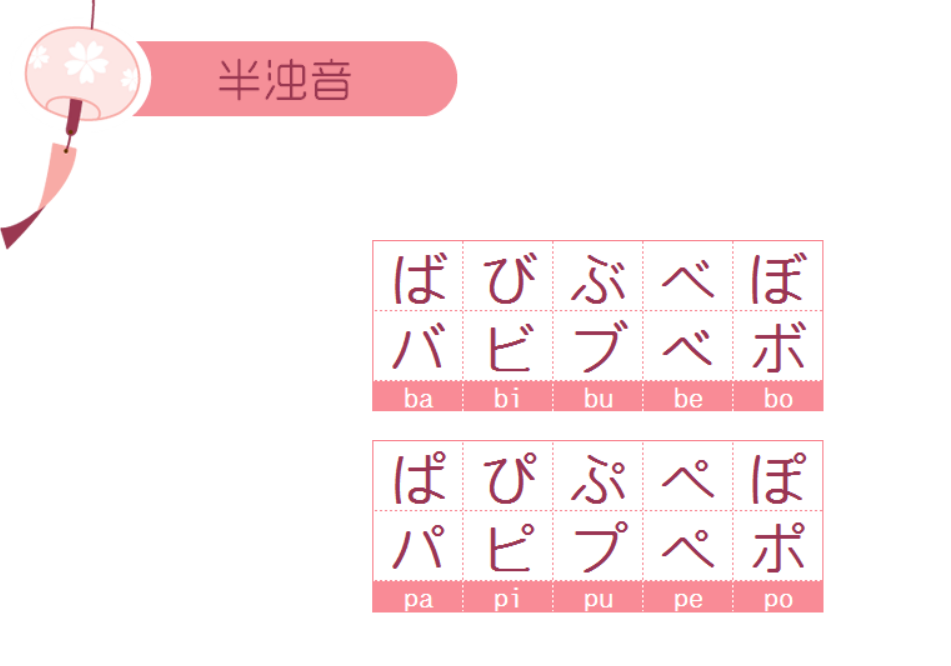 半浊音
ば び ぶ べ ぼ
バ ビ ブ ベ ボ
ba bi bu be bo
ぱ ぴ ぷ ぺ ぽ
パ ピ プ ペ ポ
pa pi pu pe po